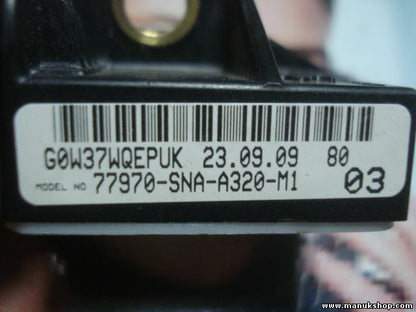 G0W37WQEPUK 23.09.09 80
MODEL NO 77970-SNA-A320-M1 03
www.manukshop.com